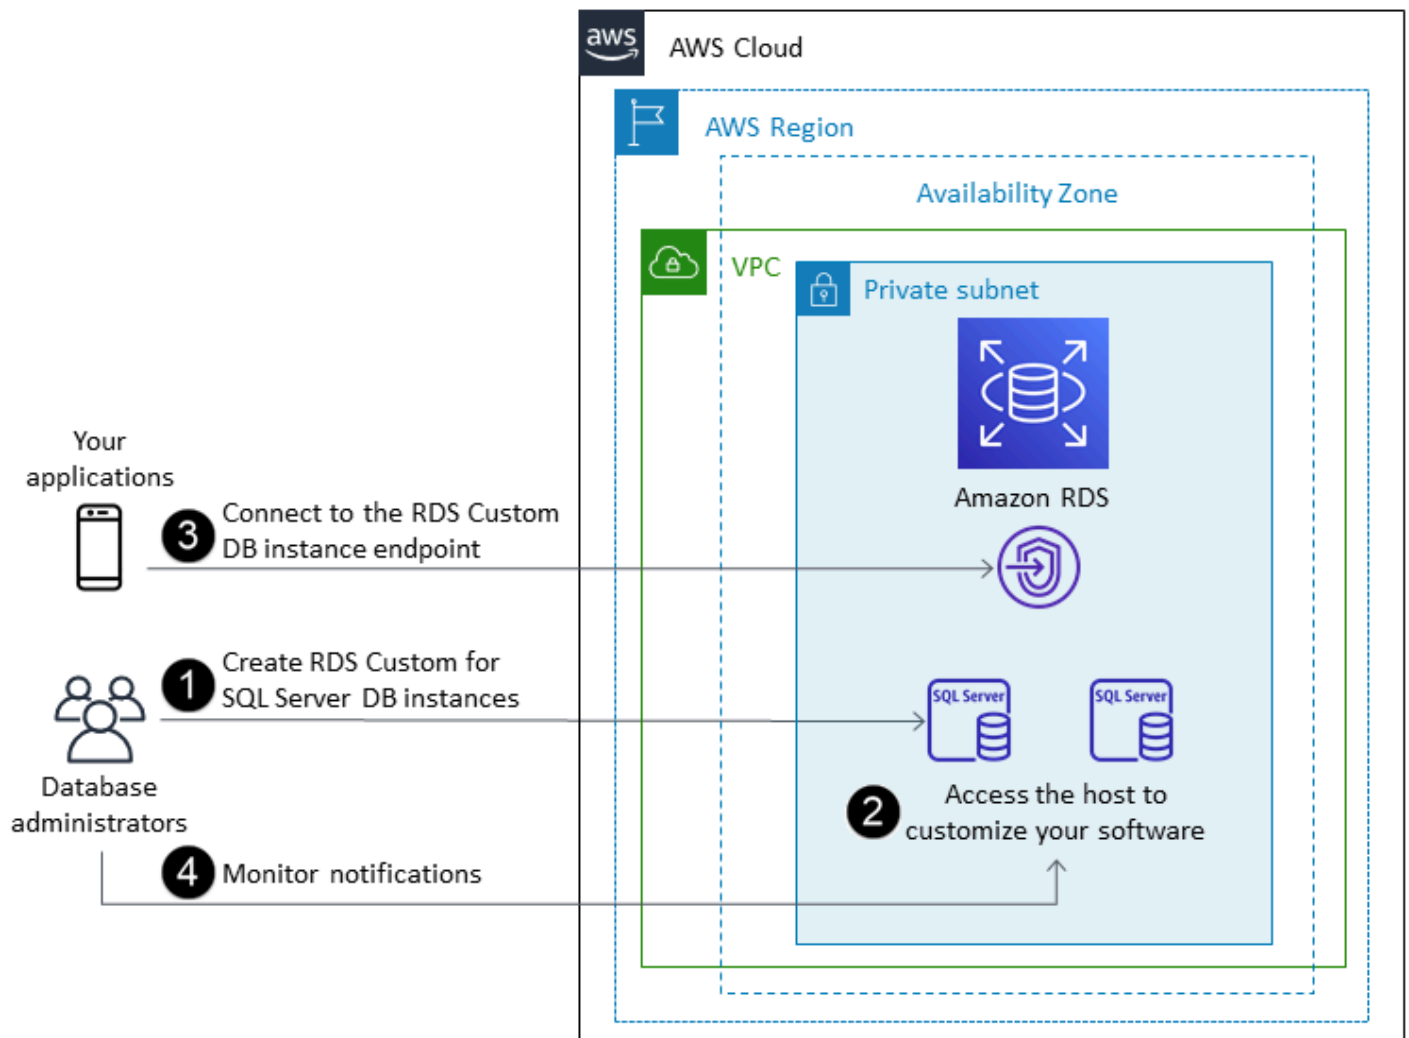 aws
AWS Cloud
AWS Region
Availability Zone
VPC
Private subnet
Amazon RDS
Your
applications
3
Connect to the RDS Custom
DB instance endpoint
1
Create RDS Custom for
SQL Server DB instances
SQL Server
SQL Server
Database
administrators
2
Access the host to
customize your software
4
Monitor notifications